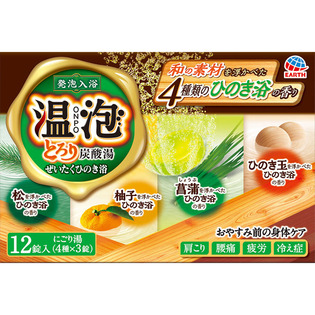 発泡入浴
温泡
ONPO
とろり炭酸湯
ぜいたくひのき浴
和の素材を浮かべた
4種類のひのき浴の香り
EARTH
松を浮かべた
ひのき浴
の香り
柚子を浮かべた
ひのき浴
の香り
しょうぶ
菖蒲を浮かべた
ひのき浴
の香り
ひのき玉を浮かべた
ひのき浴
の香り
12錠入
にごり湯
(4種×3錠)
おやすみ前の身体ケア
肩こり 腰痛 疲労 冷え症